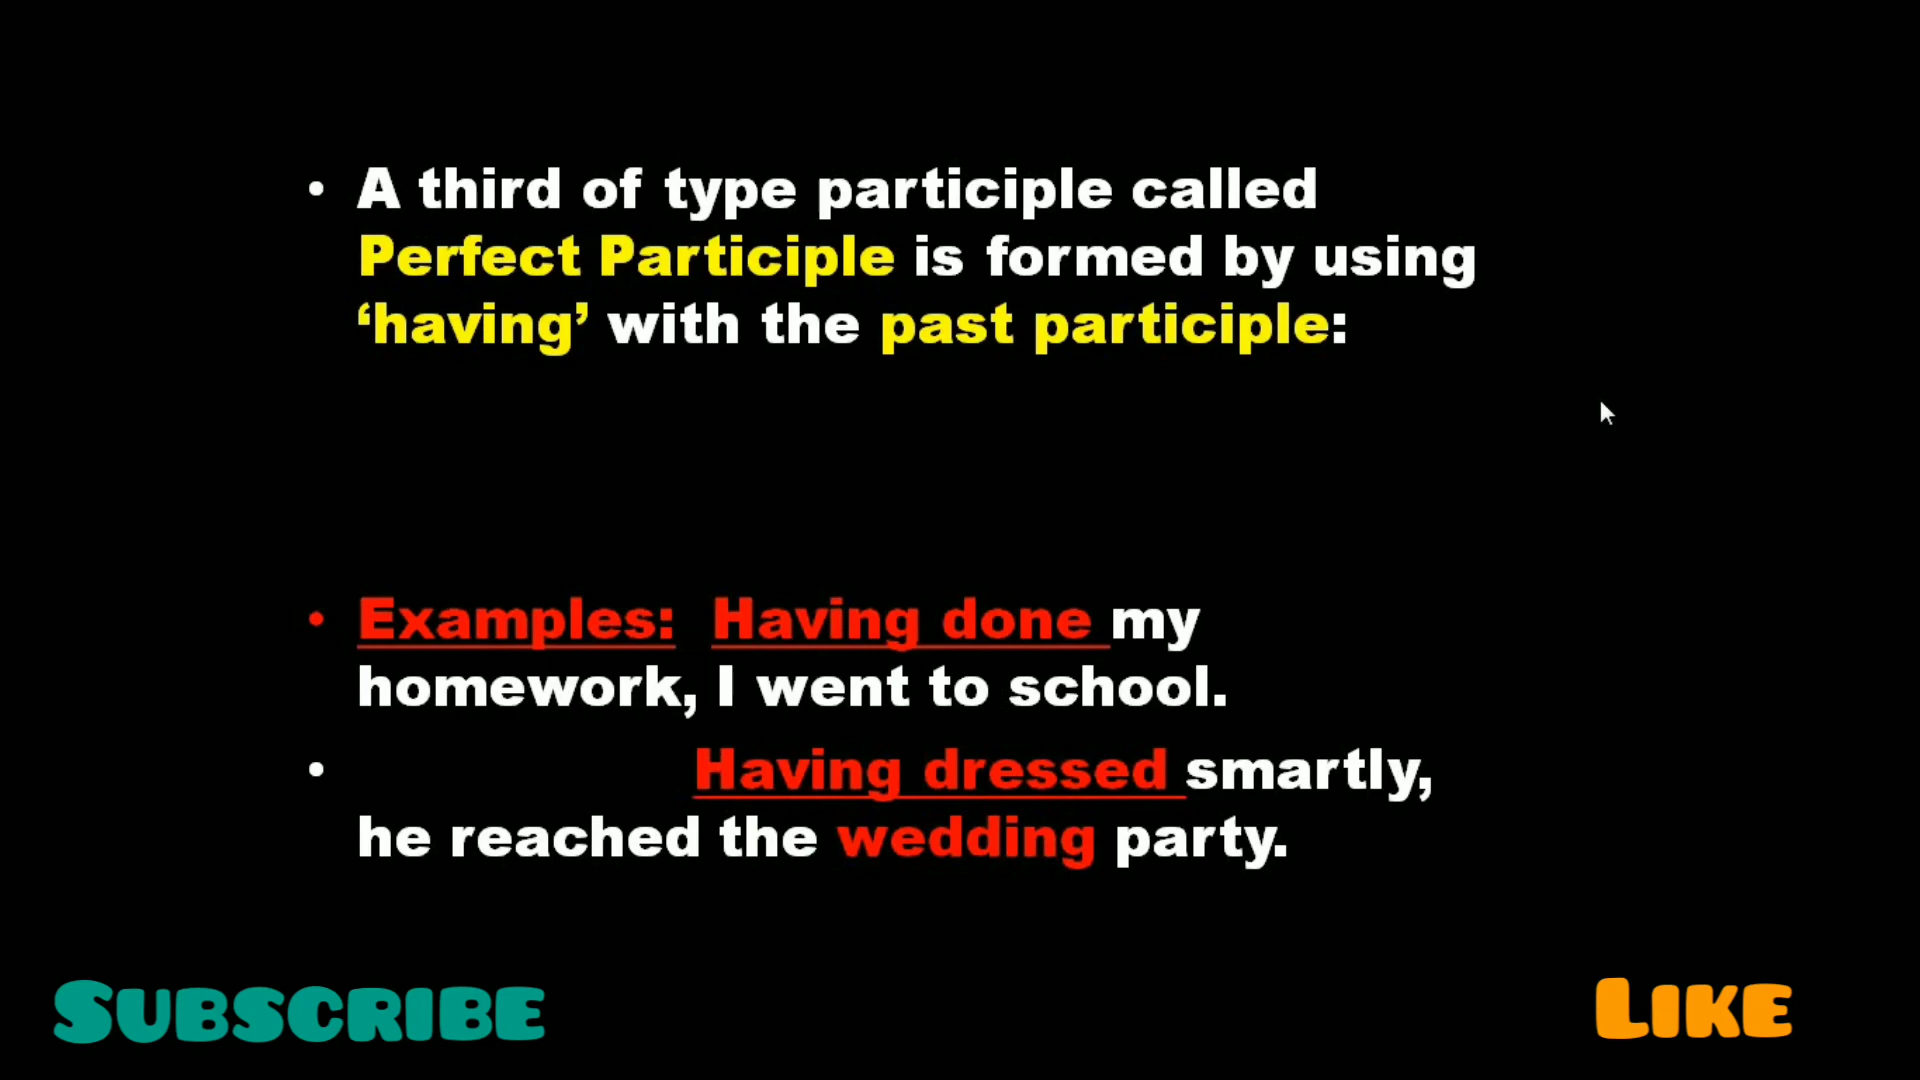 • A third of type participle called
Perfect Participle is formed by using
‘having’ with the past participle:
• Examples: Having done my
homework, I went to school.
• Having dressed smartly,
he reached the wedding party.
SUBSCRIBE
LIKE